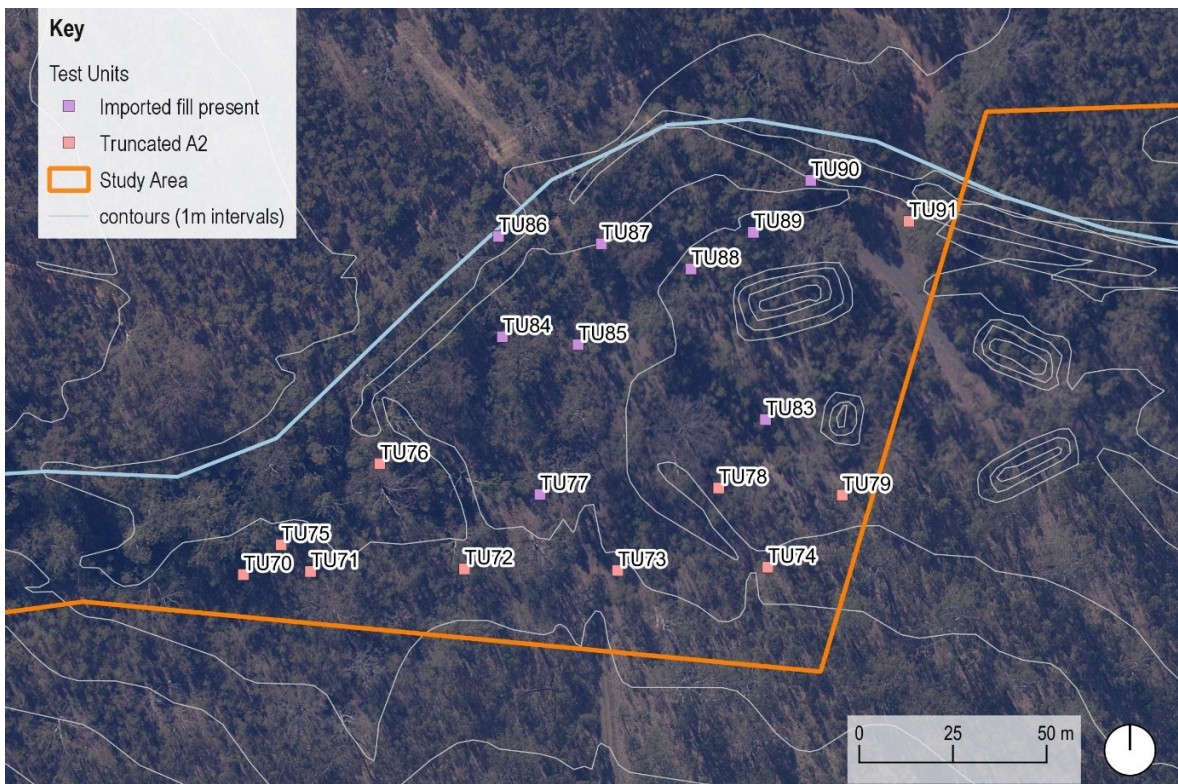 Key
Test Units
Imported fill present
Truncated A2
Study Area
contours (1m intervals)
TU90
TU91
TU86
TU87
TU89
TU88
TU84
TU85
TU83
TU76
TU78
TU77
TU79
TU75
TU70
TU71
TU72
TU73
TU74
0 25 50 m